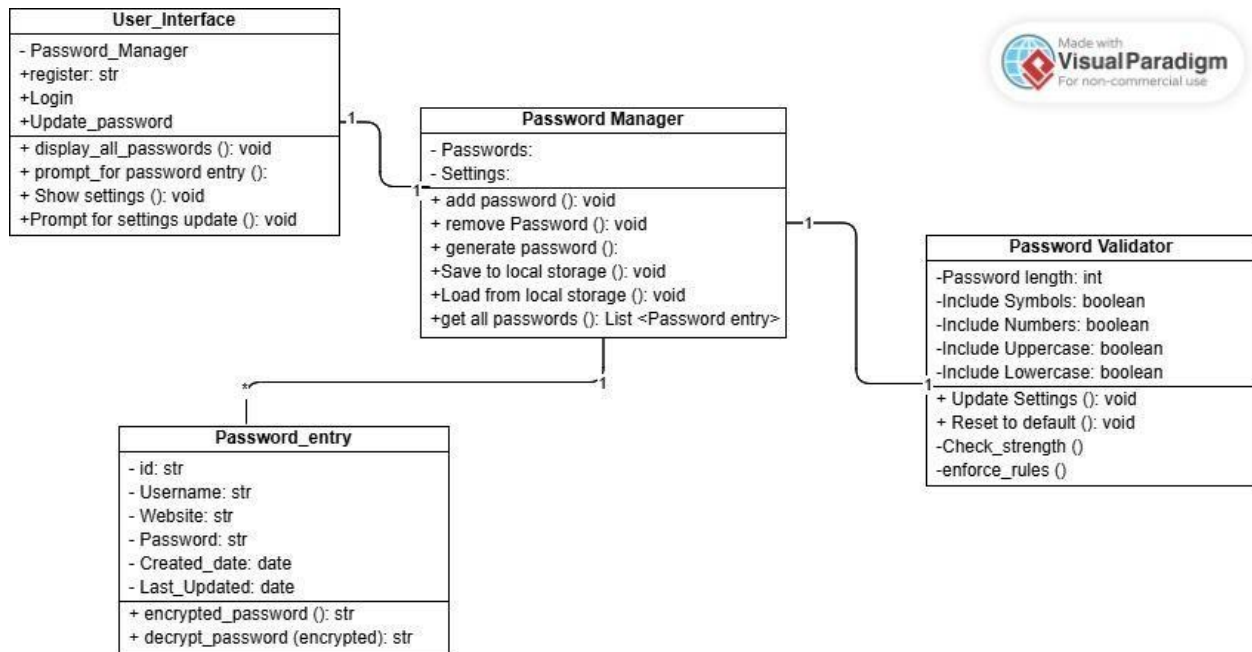 User_Interface
- Password_Manager
+register: str
+Login
+Update_password
+ display_all_passwords (): void
+ prompt_for password entry ():
+ Show settings (): void
+Prompt for settings update (): void
Made with
Visual Paradigm
For non-commercial use
1
1
Password Manager
- Passwords:
- Settings:
+ add password (): void
+ remove Password (): void
+ generate password ():
+Save to local storage (): void
+Load from local storage (): void
+get all passwords (): List <Password entry>
1
1
Password Validator
-Password length: int
-Include Symbols: boolean
-Include Numbers: boolean
-Include Uppercase: boolean
-Include Lowercase: boolean
+ Update Settings (): void
+ Reset to default (): void
-Check_strength ()
-enforce_rules ()
*
1
Password_entry
- id: str
- Username: str
- Website: str
- Password: str
- Created_date: date
- Last_Updated: date
+ encrypted_password (): str
+ decrypt_password (encrypted): str